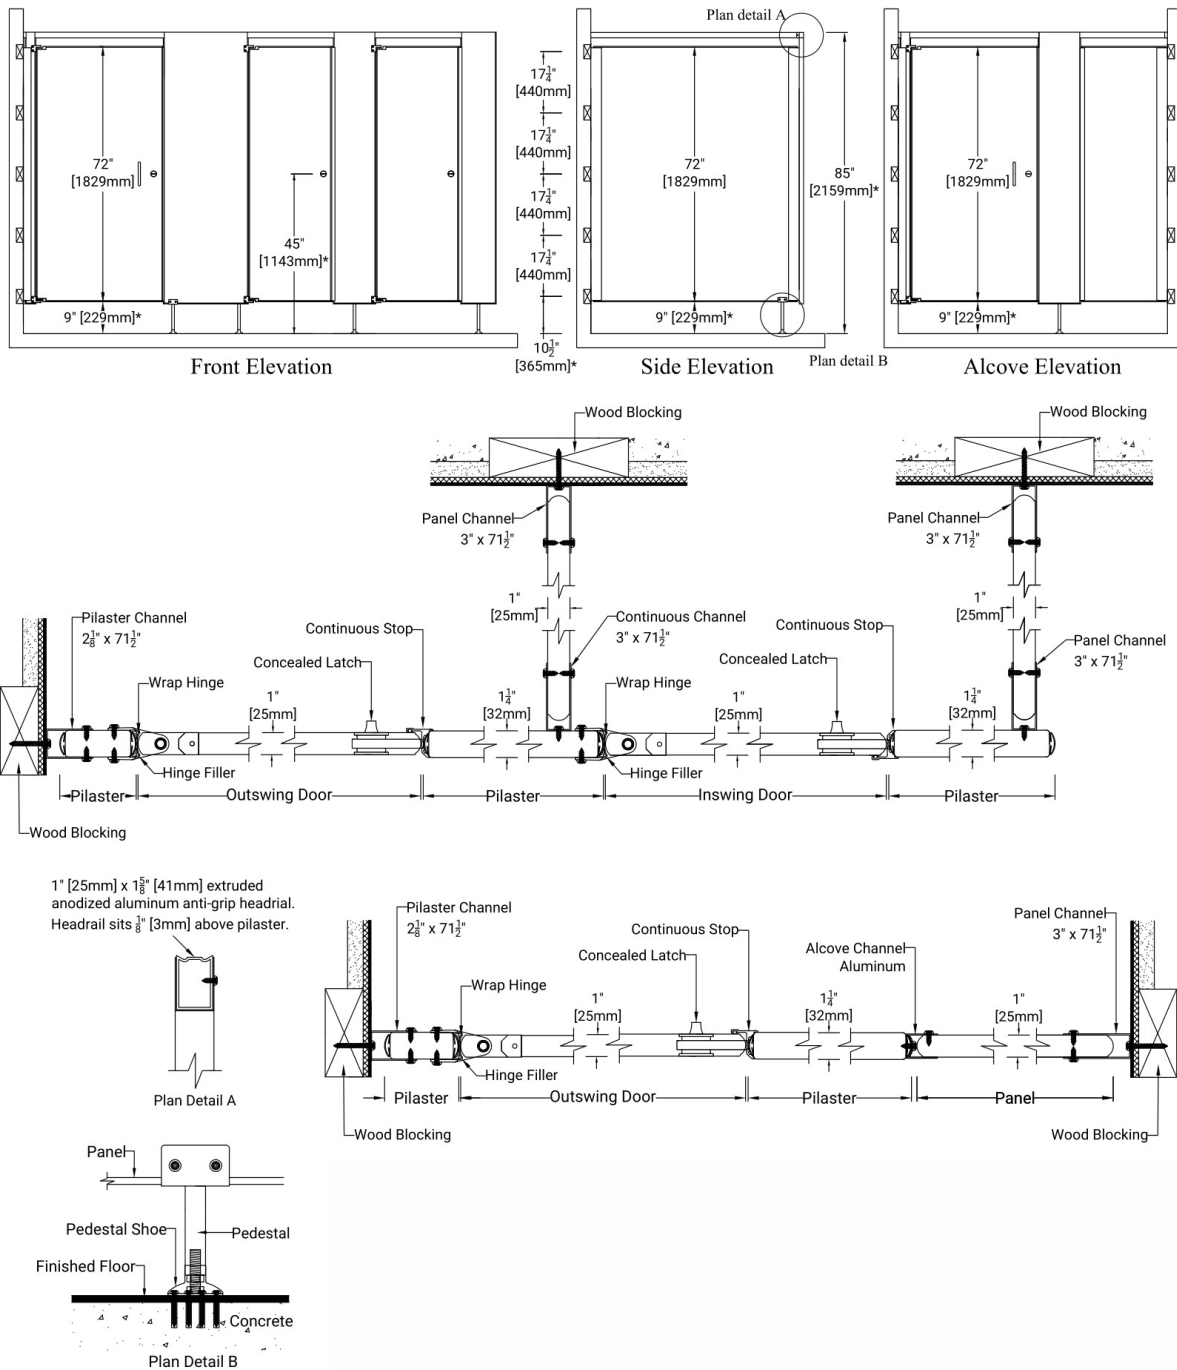 Plan detail A
17¼"
[440mm]
17¼"
[440mm]
17¼"
[440mm]
17¼"
[440mm]
10½"
[365mm]*
72"
[1829mm]
45"
[1143mm]*
9" [229mm]*
Front Elevation
72"
[1829mm]
85"
[2159mm]*
9" [229mm]*
Side Elevation
Plan detail B
72"
[1829mm]
9" [229mm]*
Alcove Elevation
Wood Blocking
Wood Blocking
Panel Channel
3" x 71½"
Panel Channel
3" x 71½"
1"
[25mm]
1"
[25mm]
Pilaster Channel
2⅛" x 71½"
Continuous Stop
Continuous Channel
3" x 71½"
Continuous Stop
Panel Channel
3" x 71½"
Concealed Latch
Concealed Latch
Wrap Hinge
1"
[25mm]
1¼"
[32mm]
Wrap Hinge
1"
[25mm]
1¼"
[32mm]
Hinge Filler
Hinge Filler
Pilaster
Outswing Door
Pilaster
Inswing Door
Pilaster
Wood Blocking
1" [25mm] x 1⅝" [41mm] extruded
anodized aluminum anti-grip headrial.
Headrail sits ⅛" [3mm] above pilaster.
Plan Detail A
Pilaster Channel
2⅛" x 71½"
Continuous Stop
Concealed Latch
Alcove Channel
Aluminum
Panel Channel
3" x 71½"
Wrap Hinge
1"
[25mm]
1¼"
[32mm]
1"
[25mm]
Hinge Filler
Pilaster
Outswing Door
Pilaster
Panel
Wood Blocking
Wood Blocking
Panel
Pedestal Shoe
Pedestal
Finished Floor
Concrete
Plan Detail B